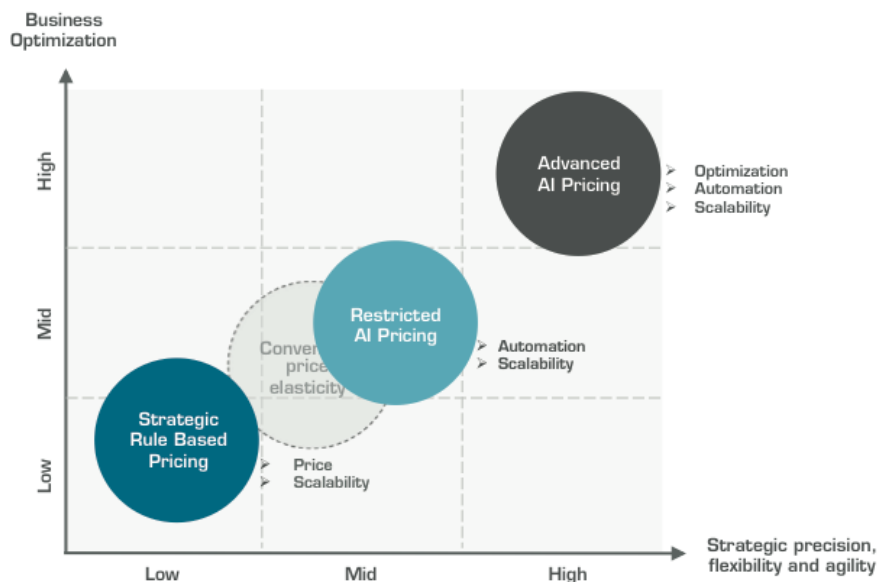 Business
Optimization
High
Advanced
AI Pricing
Optimization
Automation
Scalability
Mid
Restricted
AI Pricing
price
elasticity
Automation
Scalability
Low
Strategic
Rule Based
Pricing
Price
Scalability
Low
Mid
High
Strategic precision,
flexibility and agility